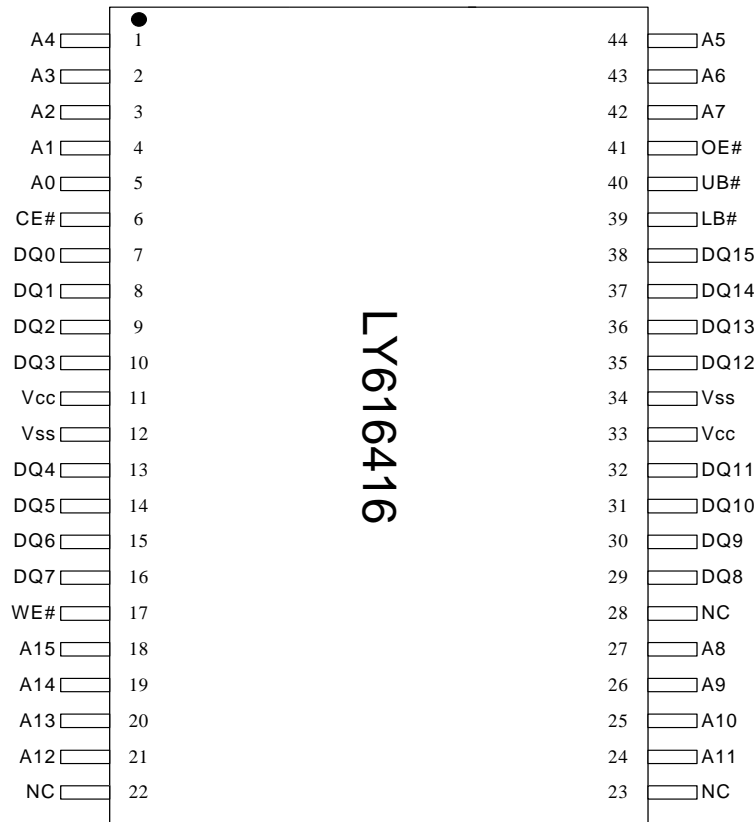 A4 1 44 A5
A3 2 43 A6
A2 3 42 A7
A1 4 41 OE#
A0 5 40 UB#
CE# 6 39 LB#
DQ0 7 38 DQ15
DQ1 8 37 DQ14
DQ2 9 36 DQ13
DQ3 10 35 DQ12
Vcc 11 34 Vss
Vss 12 33 Vcc
DQ4 13 32 DQ11
DQ5 14 31 DQ10
DQ6 15 30 DQ9
DQ7 16 29 DQ8
WE# 17 28 NC
A15 18 27 A8
A14 19 26 A9
A13 20 25 A10
A12 21 24 A11
NC 22 23 NC
LY616416